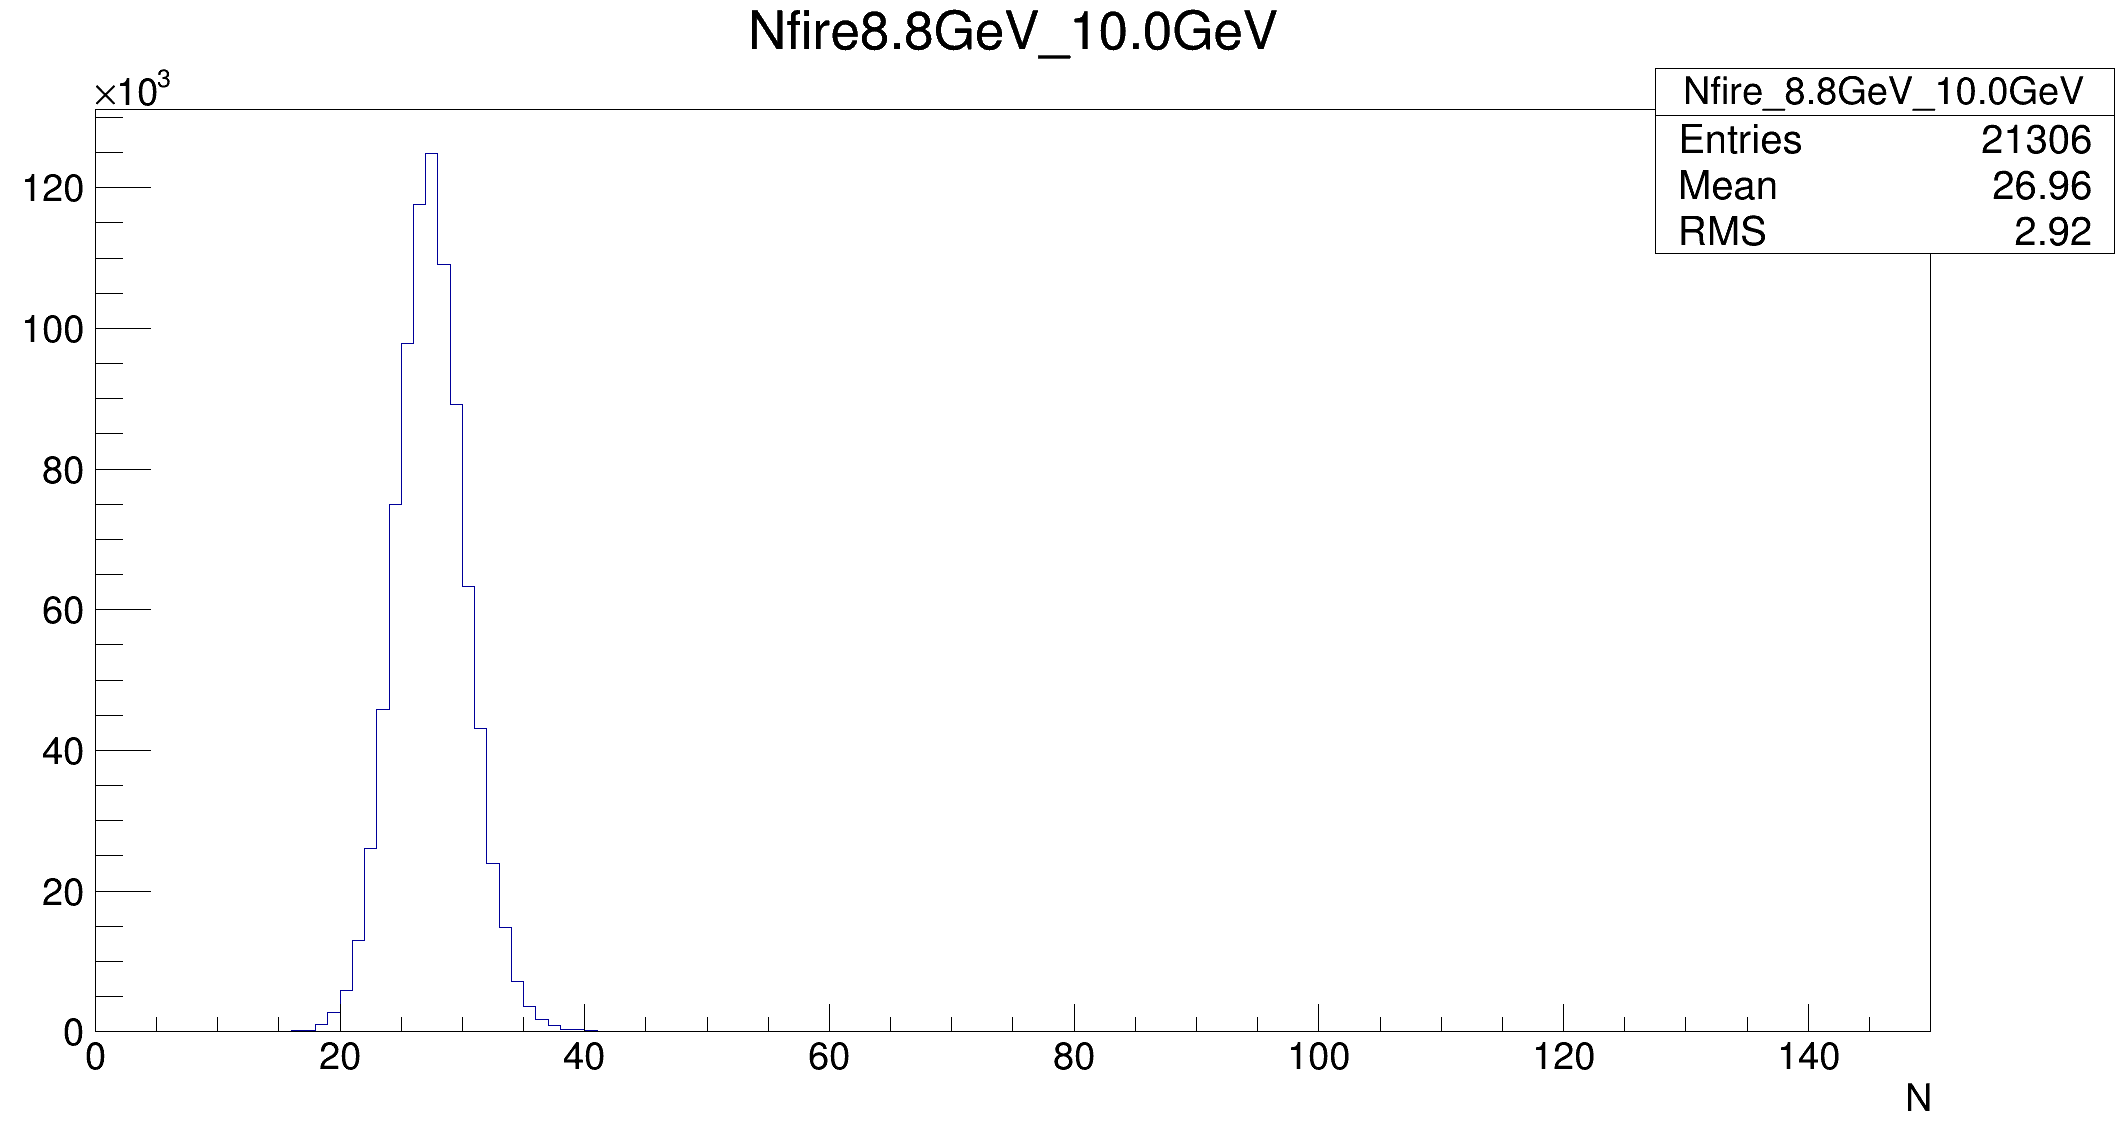 Nfire8.8GeV_10.0GeV
×10³
Nfire_8.8GeV_10.0GeV
Entries 21306
Mean 26.96
RMS 2.92
120
100
80
60
40
20
0
0 20 40 60 80 100 120 140
N